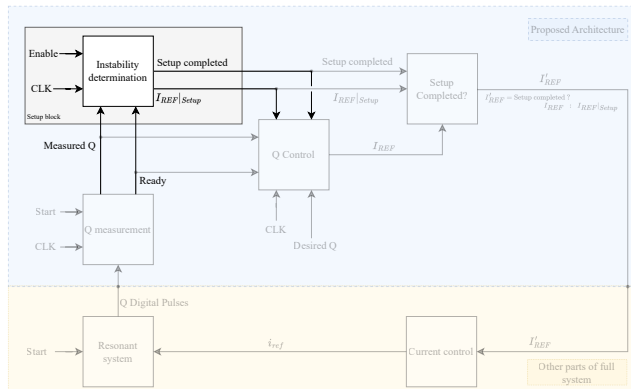 Proposed Architecture
Enable
Instability
determination
CLK
Setup block
Setup completed
I_REF|Setup
Setup completed
I_REF|Setup
Setup
Completed?
I'_REF
I'_REF = Setup completed ?
I_REF : I_REF|Setup
Measured Q
Ready
Q Control
I_REF
Start
Q measurement
CLK
CLK
Desired Q
Q Digital Pulses
Start
Resonant
system
i_ref
Current control
I'_REF
Other parts of full
system